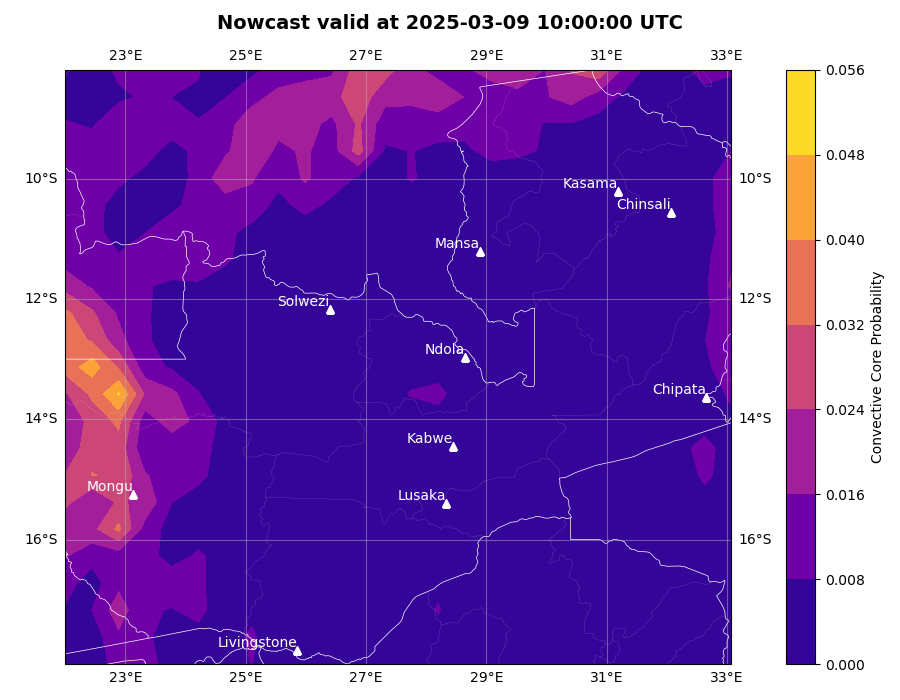 Nowcast valid at 2025-03-09 10:00:00 UTC
23°E 25°E 27°E 29°E 31°E 33°E
0.056
0.048
10°S 10°S
Kasama
Chinsali
Mansa
0.040
12°S 12°S
Solwezi
0.032
Ndola
Chipata
14°S 14°S
0.024
Kabwe
Mongu
Lusaka
0.016
16°S 16°S
0.008
Livingstone
0.000
23°E 25°E 27°E 29°E 31°E 33°E
Convective Core Probability